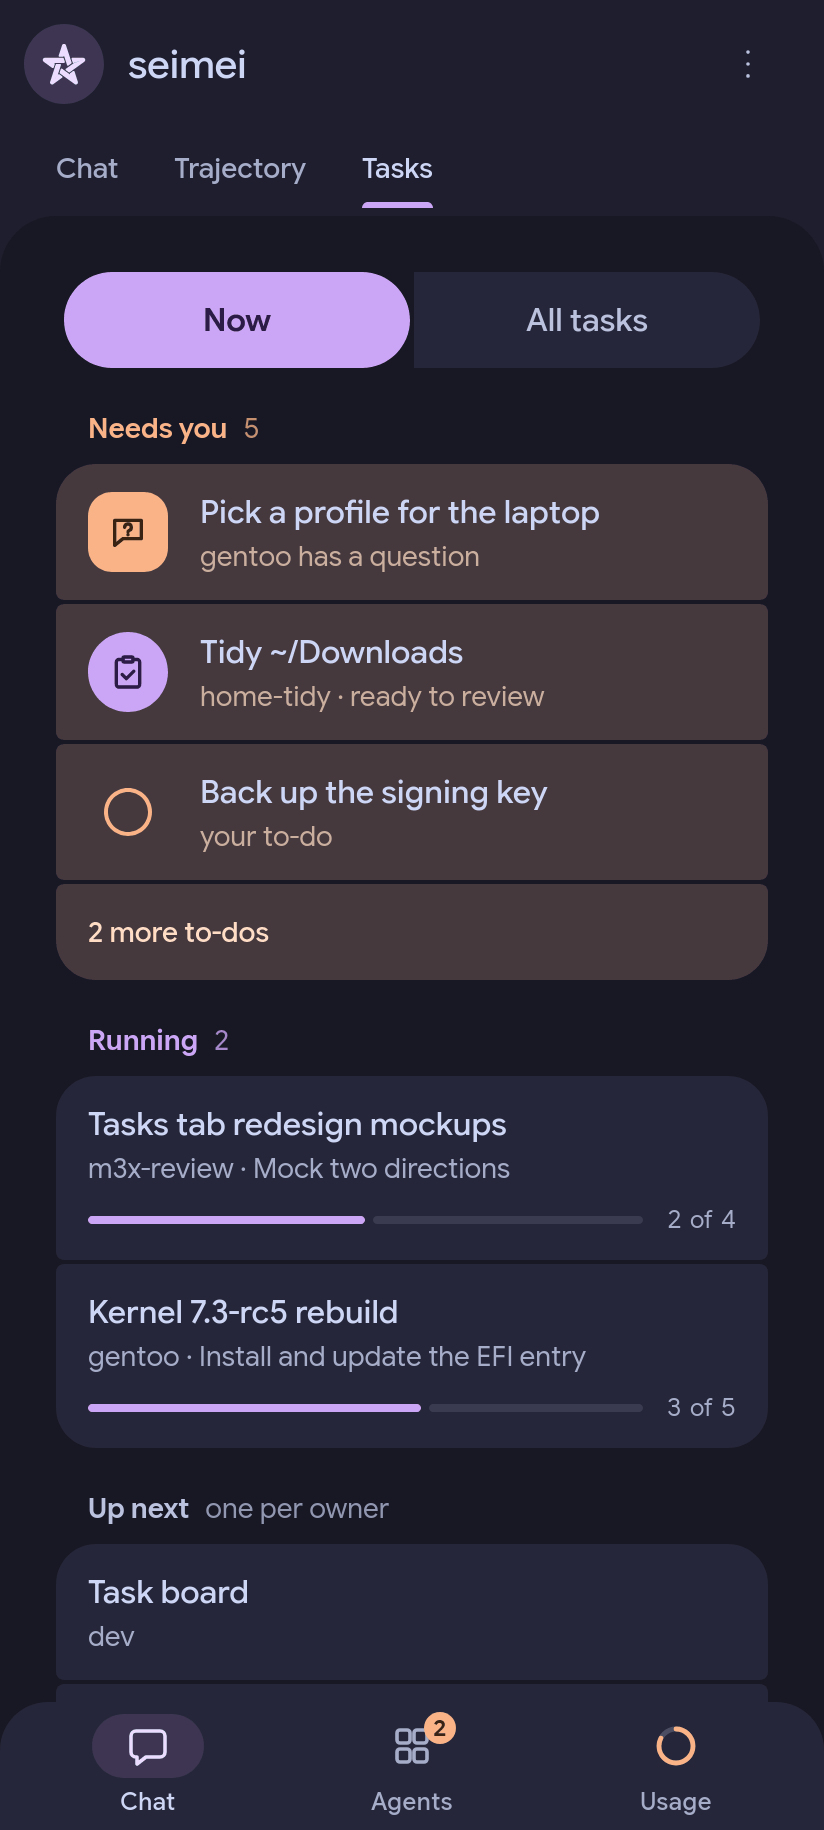 seimei
Chat Trajectory Tasks
Now All tasks
Needs you 5
Pick a profile for the laptop
gentoo has a question
Tidy ~/Downloads
home-tidy · ready to review
Back up the signing key
your to-do
2 more to-dos
Running 2
Tasks tab redesign mockups
m3x-review · Mock two directions
2 of 4
Kernel 7.3-rc5 rebuild
gentoo · Install and update the EFI entry
3 of 5
Up next one per owner
Task board
dev
2
Chat Agents Usage